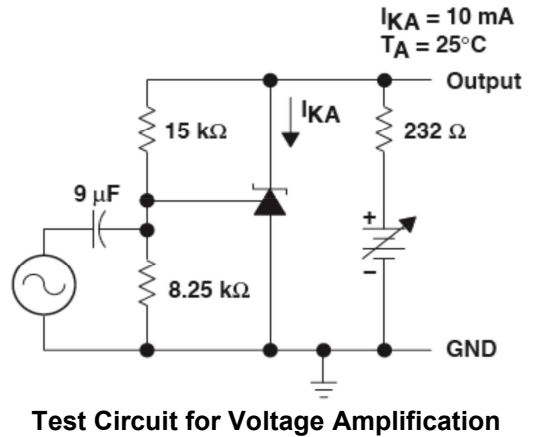 IKA = 10 mA
TA = 25°C
Output
15 kΩ
IKA
232 Ω
9 μF
+
8.25 kΩ
−
GND
Test Circuit for Voltage Amplification